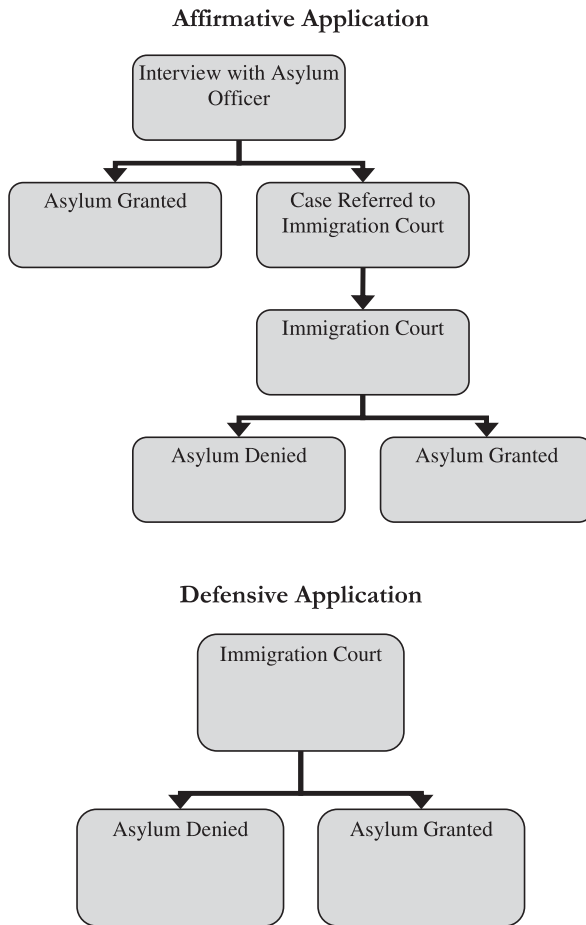 Affirmative Application
Interview with Asylum
Officer
Asylum Granted
Case Referred to
Immigration Court
Immigration Court
Asylum Denied
Asylum Granted
Defensive Application
Immigration Court
Asylum Denied
Asylum Granted